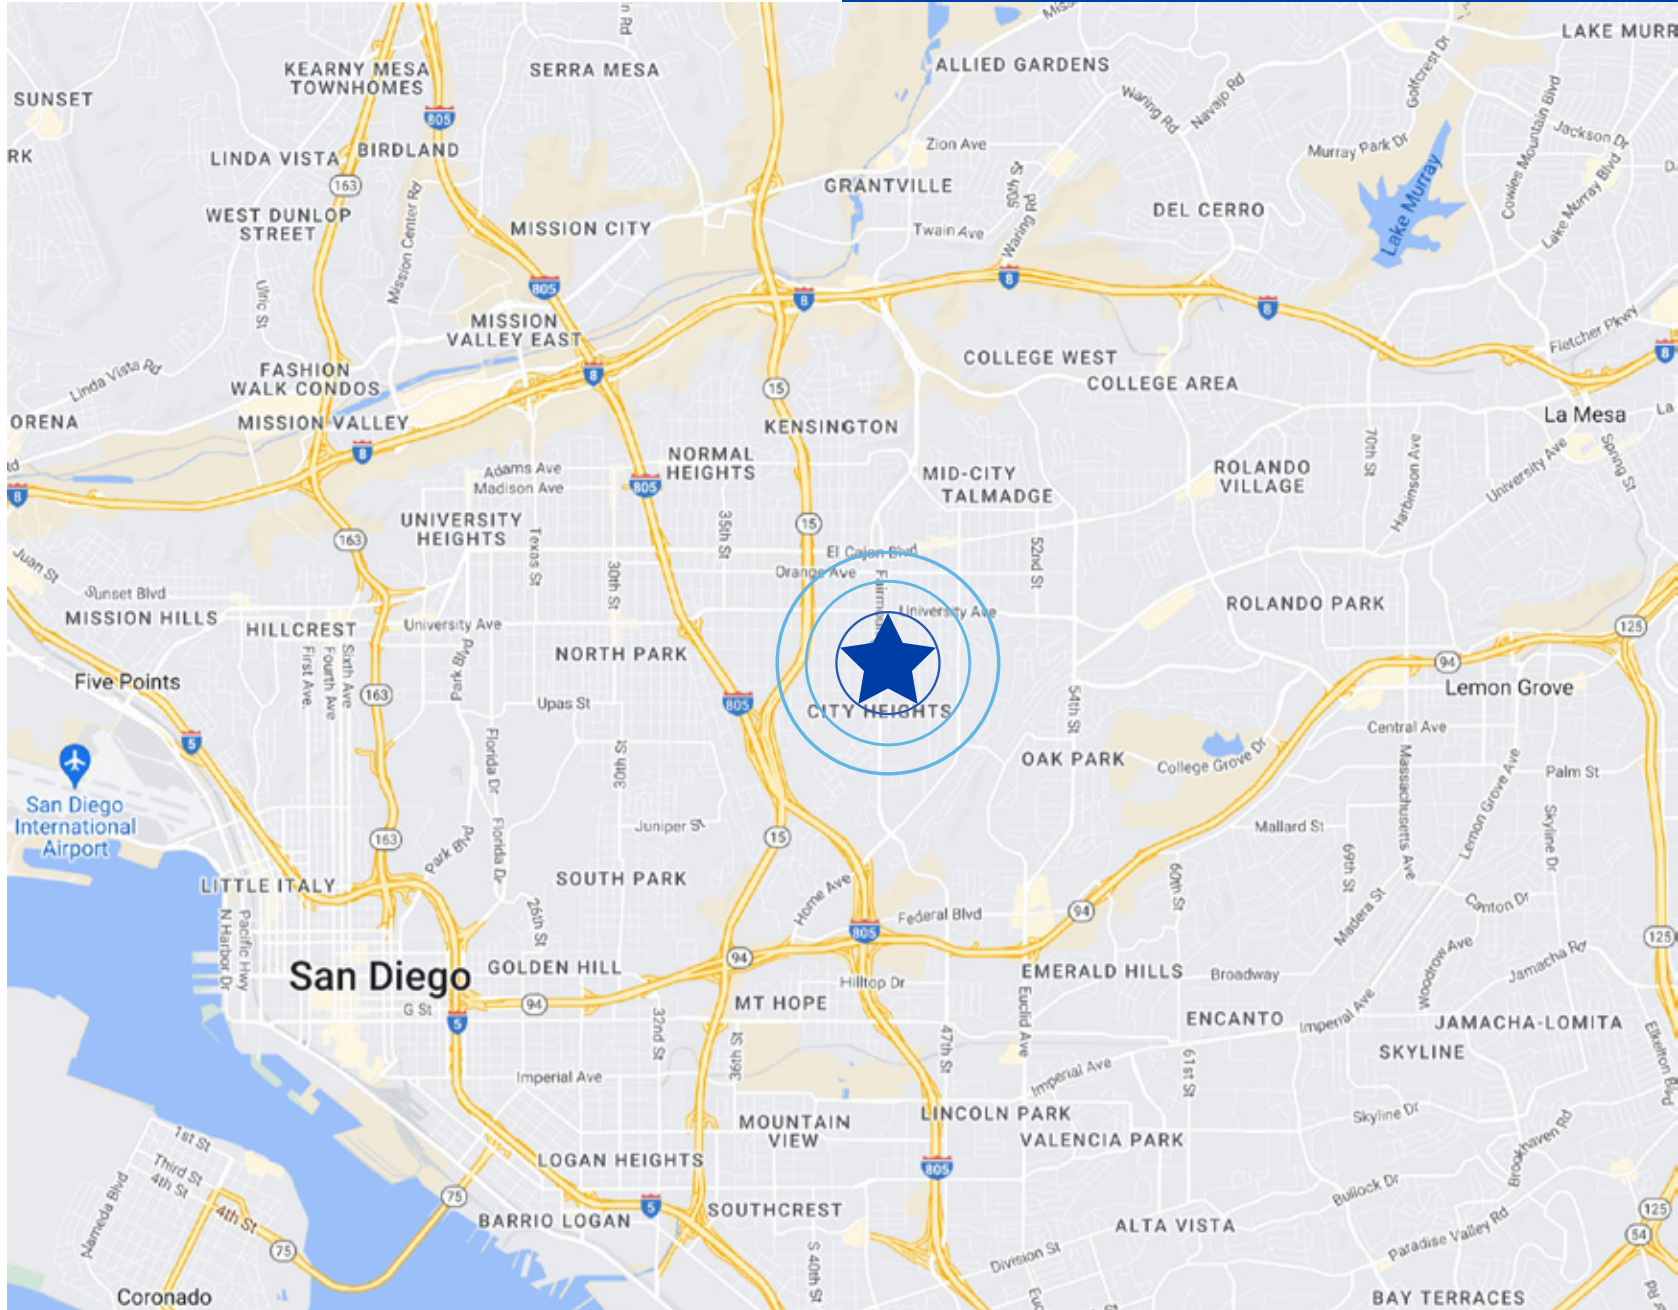 LAKE MURR
KEARNY MESA
TOWNHOMES
SERRA MESA
ALLIED GARDENS
SUNSET
805
Waring Rd
Navajo Rd
Golfcrest Dr
Cowles Mountain Blvd
Jackson Dr
RK
LINDA VISTA
BIRDLAND
Zion Ave
Murray Park Dr
Lake Murray Blvd
163
GRANTVILLE
50th St
Lake Murray
WEST DUNLOP
STREET
Mission Center Rd
MISSION CITY
Twain Ave
Waring Rd
DEL CERRO
Ulric St
805
8
8
8
MISSION
VALLEY EAST
Fletcher Pkwy
8
Linda Vista Rd
FASHION
WALK CONDOS
8
15
COLLEGE WEST
COLLEGE AREA
La Mesa
La
ORENA
MISSION VALLEY
KENSINGTON
8
NORMAL
HEIGHTS
70th St
Harbinson Ave
University Ave
Spring St
Adams Ave
Madison Ave
805
MID-CITY
TALMADGE
ROLANDO
VILLAGE
8
UNIVERSITY
HEIGHTS
Texas St
35th St
15
163
El Cajon Blvd
Orange Ave
52nd St
Juan St
Sunset Blvd
30th St
MISSION HILLS
HILLCREST
University Ave
University Ave
ROLANDO PARK
125
First Ave.
Fourth Ave
Sixth Ave
Park Blvd
NORTH PARK
94
Five Points
163
Lemon Grove
Upas St
805
CITY HEIGHTS
54th St
Central Ave
5
Florida Dr
30th St
OAK PARK
College Grove Dr
Massachusetts Ave
Lemon Grove Ave
Palm St
San Diego
International
Airport
Juniper St
15
Mallard St
Skyline Dr
163
Park Blvd
Florida Dr
69th St
LITTLE ITALY
SOUTH PARK
Home Ave
60th St
Madera St
Canton Dr
N Harbor Dr
Pacific Hwy
26th St
Federal Blvd
94
805
125
San Diego
GOLDEN HILL
94
EMERALD HILLS
Broadway
Woodrow Ave
Jamacha Rd
Hilltop Dr
G St
94
MT HOPE
Euclid Ave
ENCANTO
Imperial Ave
JAMACHA-LOMITA
5
32nd St
36th St
47th St
61st St
SKYLINE
Elkelton Blvd
Imperial Ave
Imperial Ave
MOUNTAIN
VIEW
LINCOLN PARK
Skyline Dr
1st St
VALENCIA PARK
Brookhaven Rd
Third St
4th St
LOGAN HEIGHTS
805
Nameda Blvd
75
5
Bullock Dr
4th St
BARRIO LOGAN
SOUTHCREST
ALTA VISTA
125
75
54
S 40th St
Division St
Paradise Valley Rd
Coronado
BAY TERRACES